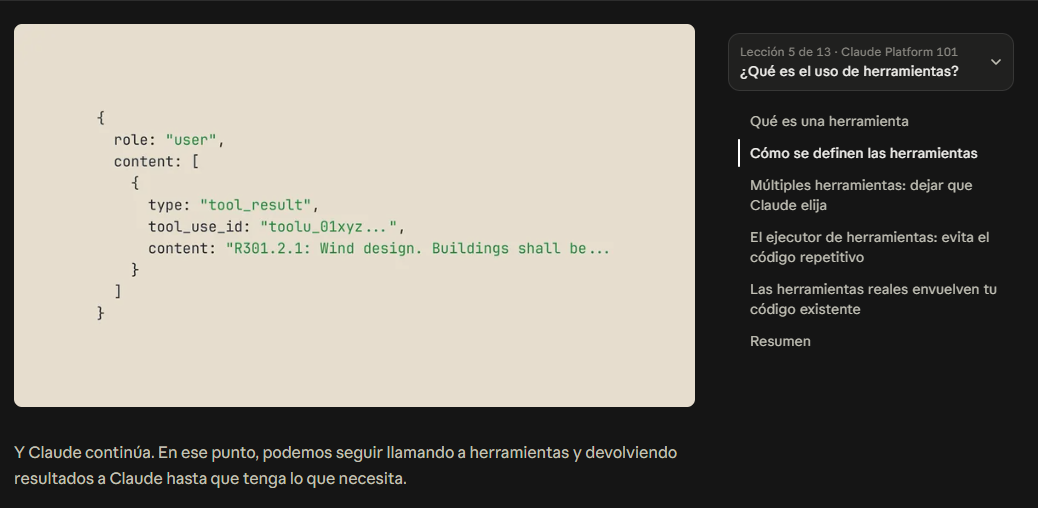 {
role: "user",
content: [
{
type: "tool_result",
tool_use_id: "toolu_01xyz...",
content: "R301.2.1: Wind design. Buildings shall be...
}
]
}
Y Claude continúa. En ese punto, podemos seguir llamando a herramientas y devolviendo
resultados a Claude hasta que tenga lo que necesita.
Lección 5 de 13 · Claude Platform 101
¿Qué es el uso de herramientas?
Qué es una herramienta
Cómo se definen las herramientas
Múltiples herramientas: dejar que
Claude elija
El ejecutor de herramientas: evita el
código repetitivo
Las herramientas reales envuelven tu
código existente
Resumen